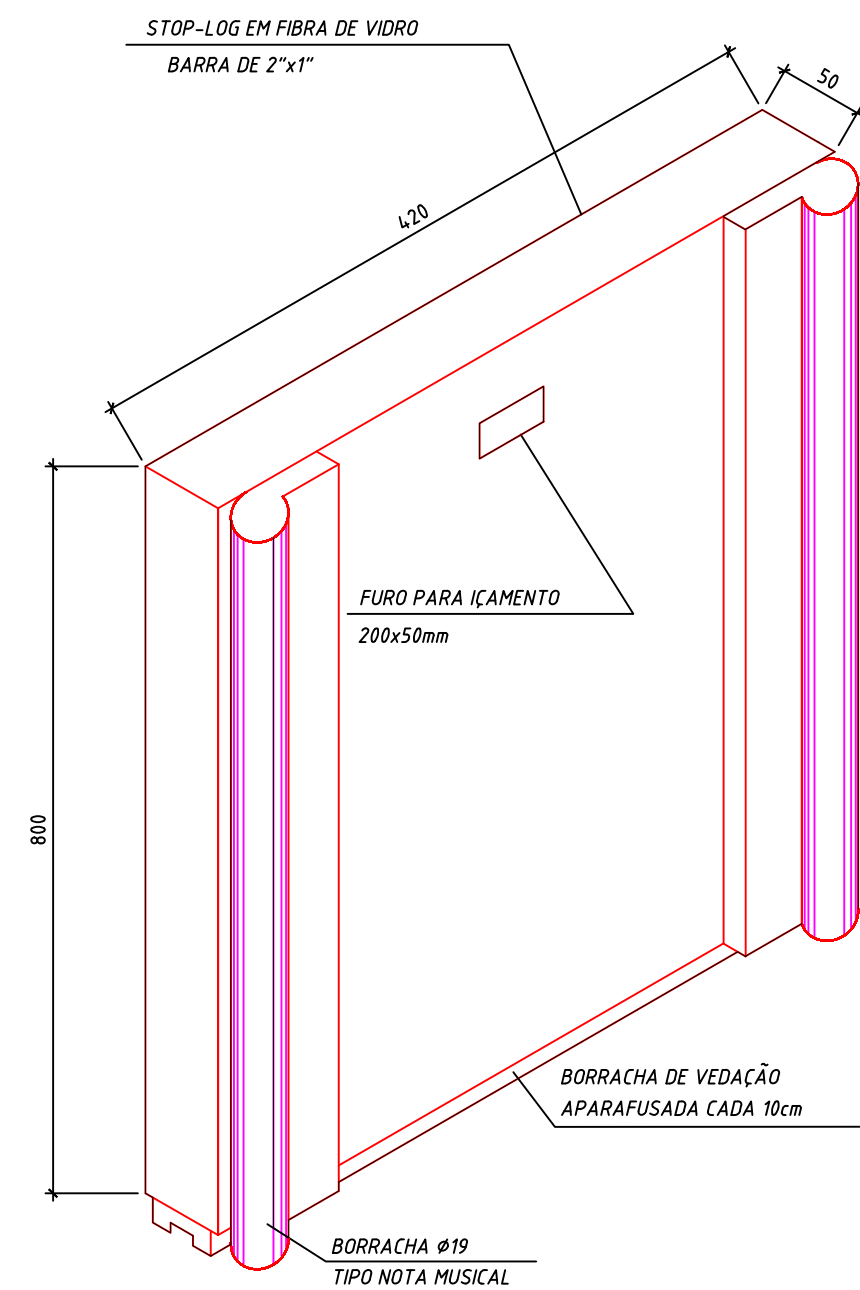 STOP-LOG EM FIBRA DE VIDRO
BARRA DE 2"x1"
50
420
FURO PARA IÇAMENTO
200x50mm
800
BORRACHA DE VEDAÇÃO
APARAFUSADA CADA 10cm
BORRACHA Ø19
TIPO NOTA MUSICAL